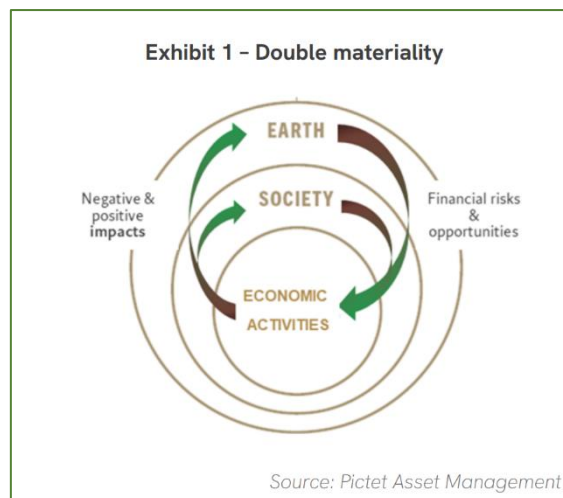 Exhibit 1 – Double materiality
EARTH
Negative &
positive
impacts
SOCIETY
Financial risks
&
opportunities
ECONOMIC
ACTIVITIES
Source: Pictet Asset Management